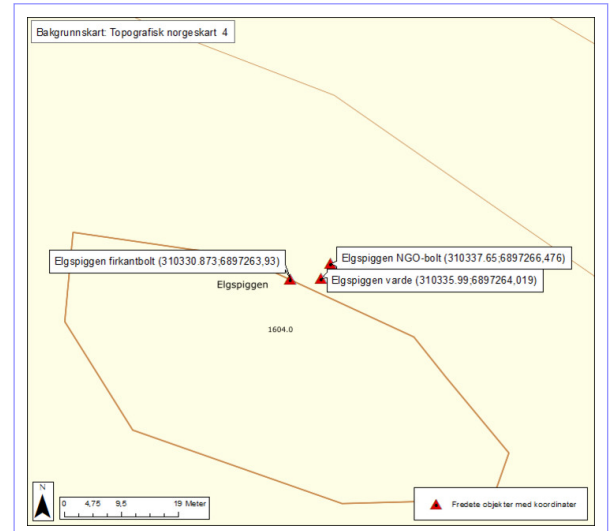 Bakgrunnskart: Topografisk norgeskart 4
Elgspiggen firkantbolt (310330.873;6897263,93)
Elgspiggen NGO-bolt (310337.65;6897266,476)
Elgspiggen varde (310335.99;6897264,019)
Elgspiggen
1604.0
N
0 4,75 9,5 19 Meter
Fredete objekter med koordinater